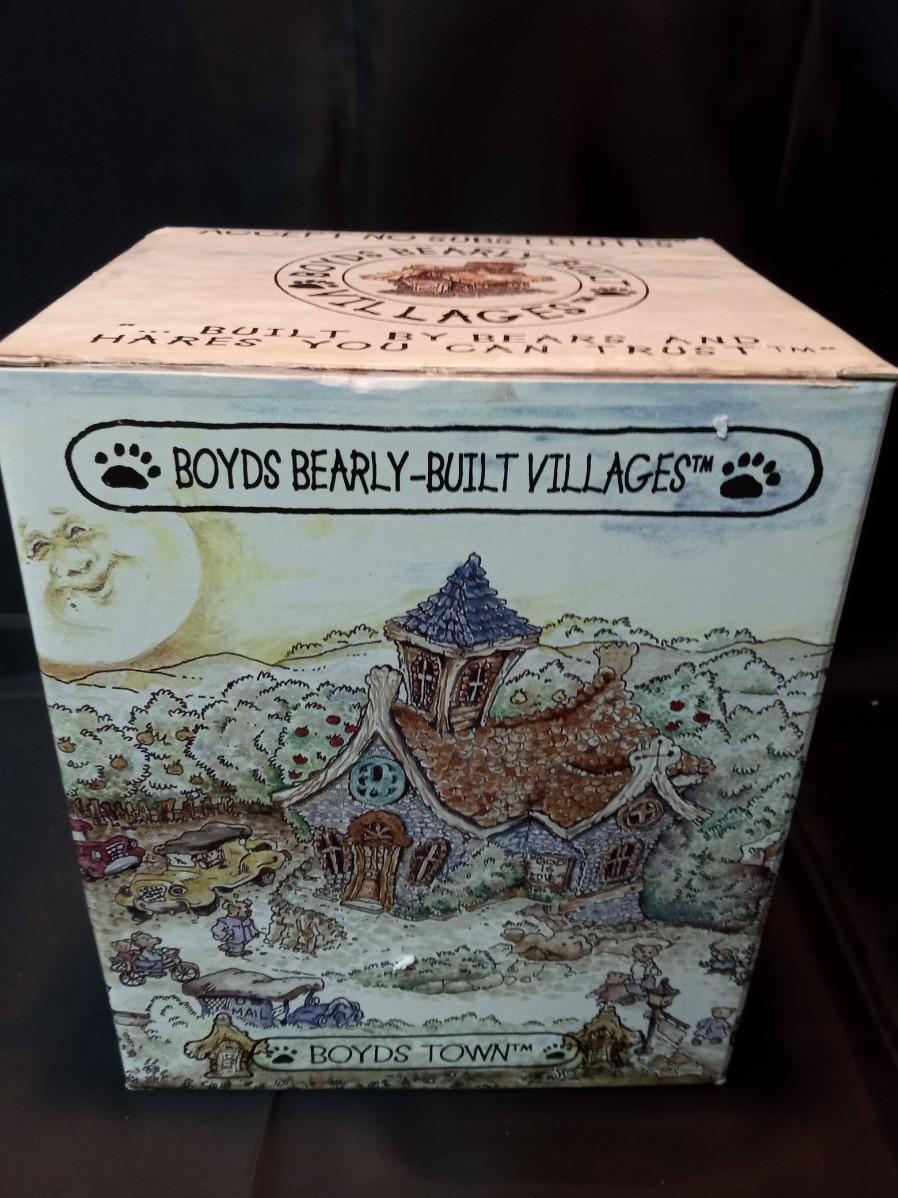 "ACCEPT NO SUBSTITUTES"
BOYDS BEARLY-BUILT
VILLAGES™
"... BUILT BY BEARS AND
HARES YOU CAN TRUST™"
BOYDS BEARLY-BUILT VILLAGES™
MAIL
BOYDS TOWN™